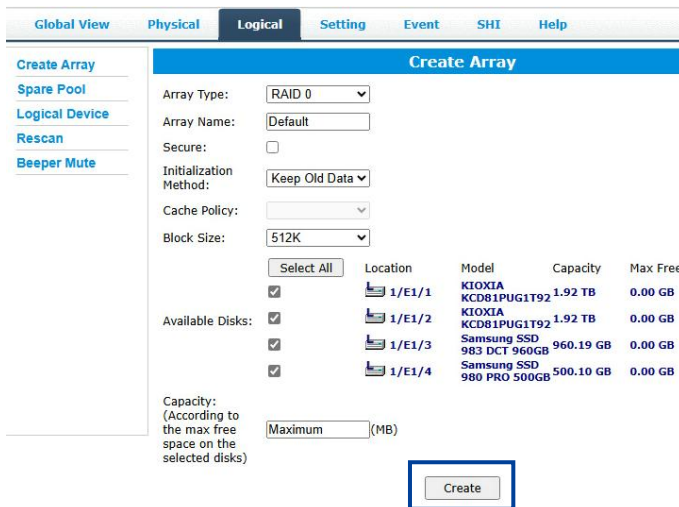 Global View Physical Logical Setting Event SHI Help
Create Array
Spare Pool
Logical Device
Rescan
Beeper Mute
Create Array
Array Type: RAID 0
Array Name: Default
Secure:
Initialization
Method: Keep Old Data
Cache Policy:
Block Size: 512K
Select All Location Model Capacity Max Free
Available Disks:
1/E1/1 KIOXIA
KCD81PUG1T92 1.92 TB 0.00 GB
1/E1/2 KIOXIA
KCD81PUG1T92 1.92 TB 0.00 GB
1/E1/3 Samsung SSD
983 DCT 960GB 960.19 GB 0.00 GB
1/E1/4 Samsung SSD
980 PRO 500GB 500.10 GB 0.00 GB
Capacity:
(According to
the max free
space on the
selected disks)
Maximum (MB)
Create